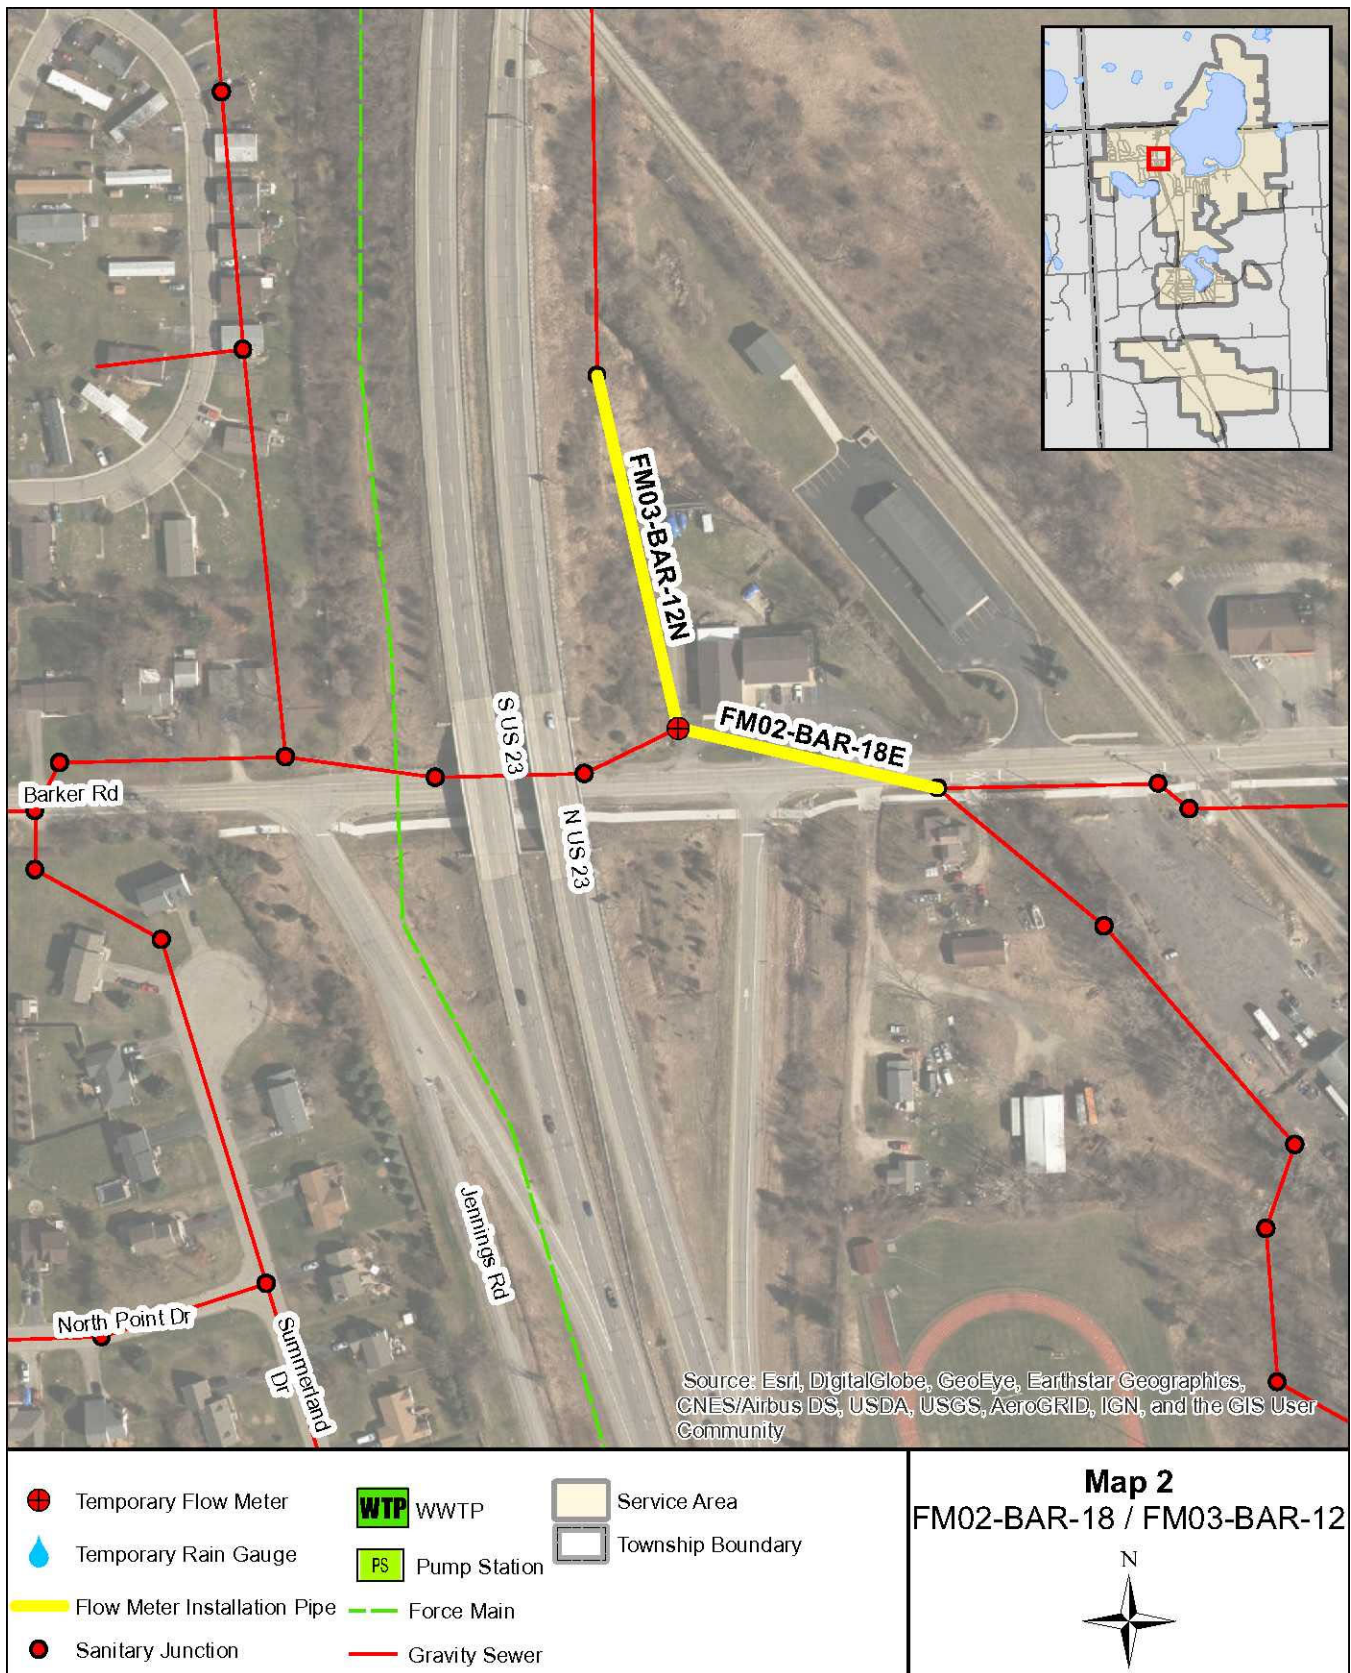 FM03-BAR-12N
FM02-BAR-18E
S US 23
N US 23
Barker Rd
Jennings Rd
North Point Dr
Summerland
Dr
Source: Esri, DigitalGlobe, GeoEye, Earthstar Geographics,
CNES/Airbus DS, USDA, USGS, AeroGRID, IGN, and the GIS User
Community
Temporary Flow Meter
Temporary Rain Gauge
Flow Meter Installation Pipe
Sanitary Junction
WTP WWTP
PS Pump Station
Force Main
Gravity Sewer
Service Area
Township Boundary
Map 2
FM02-BAR-18 / FM03-BAR-12
N